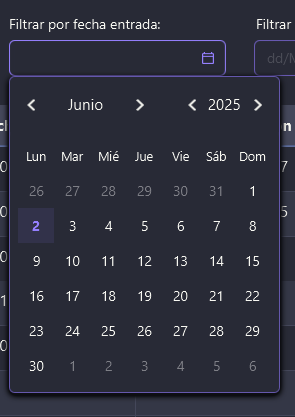 Filtrar por fecha entrada:
Filtrar
dd/M
Junio 2025
Lun Mar Mié Jue Vie Sáb Dom
26 27 28 29 30 31 1
2 3 4 5 6 7 8
9 10 11 12 13 14 15
16 17 18 19 20 21 22
23 24 25 26 27 28 29
30 1 2 3 4 5 6